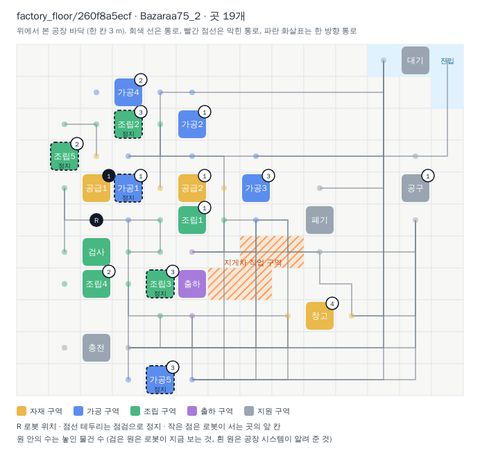 factory_floor/260f8a5ecf · Bazaraa75_2 · 곳 19개
위에서 본 공장 바닥 (한 칸 3 m). 회색 선은 통로, 빨간 점선은 막힌 통로, 파란 화살표는 한 방향 통로
대기
전립
가공4 2
조립2 3
정지
가공2 1
조립5 2
정지
공급1 1
가공1 1
정지
공급2 1
가공3 3
공구 1
R
조립1 1
폐기
검사
지게차 작업 구역
조립4 2
조립3 3
정지
출하
창고 4
충전
가공5 3
정지
자재 구역
가공 구역
조립 구역
출하 구역
지원 구역
R 로봇 위치 · 점선 테두리는 점검으로 정지 · 작은 점은 로봇이 서는 곳의 앞 칸
원 안의 수는 놓인 물건 수 (검은 원은 로봇이 지금 보는 것, 흰 원은 공장 시스템이 알려 준 것)